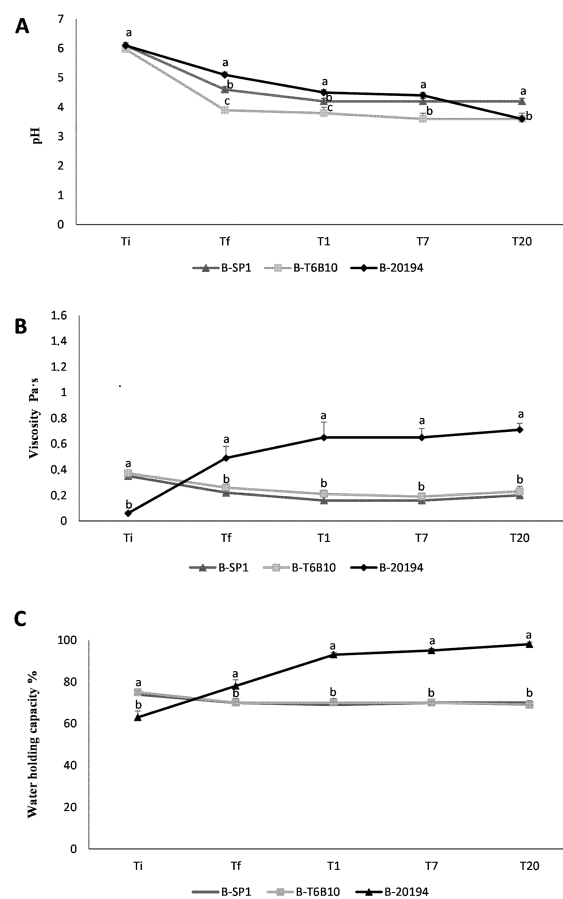 A
7
a
6
a
5
b
a
a
a
b
4
c
c
b
b
3
2
1
0
pH
Ti Tf T1 T7 T20
B-SP1 B-T6B10 B-20194
B
1.6
1,4
1.2
1
0.8
a
a
a
a
0.6
a
0.4
b
b
b
b
0,2
b
0
Viscosity Pa·s
Ti Tf T1 T7 T20
B-SP1 B-T6B10 B-20194
C
100
a
a
a
a
80
a
b
b
b
b
b
60
40
20
0
Water holding capacity %
Ti Tf T1 T7 T20
B-SP1 B-T6B10 B-20194